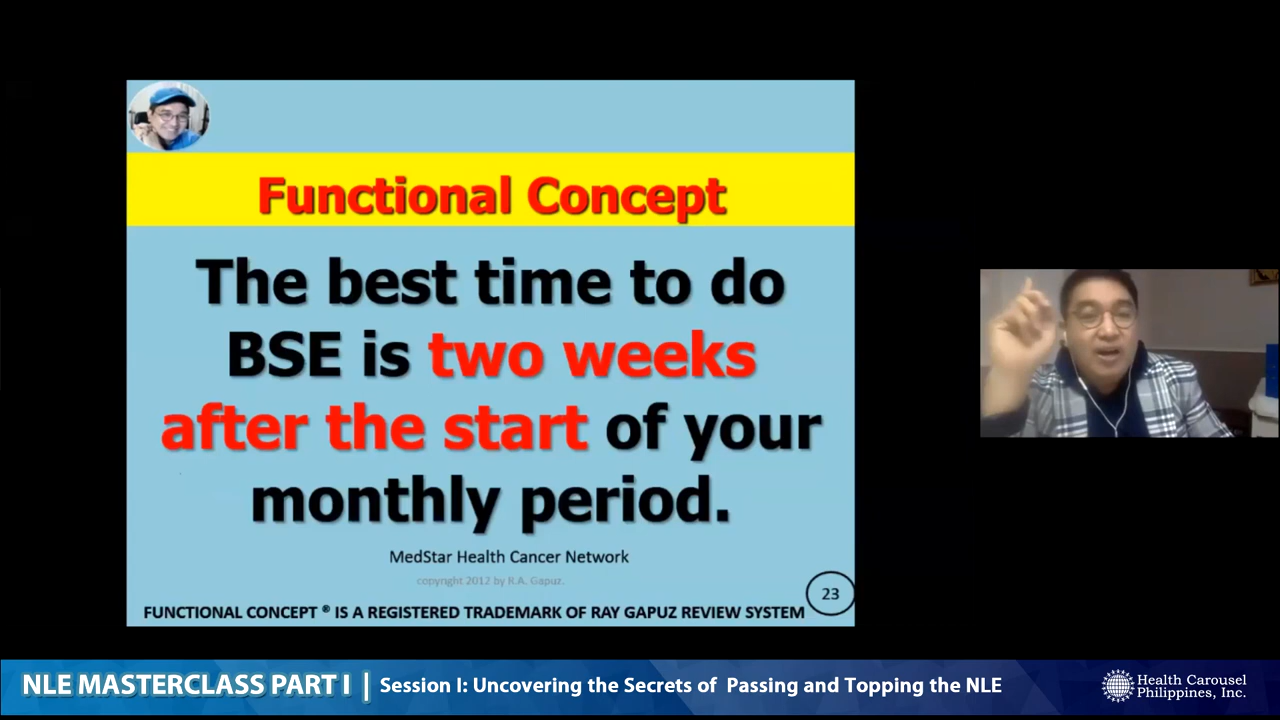 Functional Concept
The best time to do
BSE is two weeks
after the start of your
monthly period.
MedStar Health Cancer Network
copyright 2012 by R.A. Gapuz.
23
FUNCTIONAL CONCEPT ® IS A REGISTERED TRADEMARK OF RAY GAPUZ REVIEW SYSTEM
NLE MASTERCLASS PART I | Session I: Uncovering the Secrets of Passing and Topping the NLE
Health Carousel
Philippines, Inc.